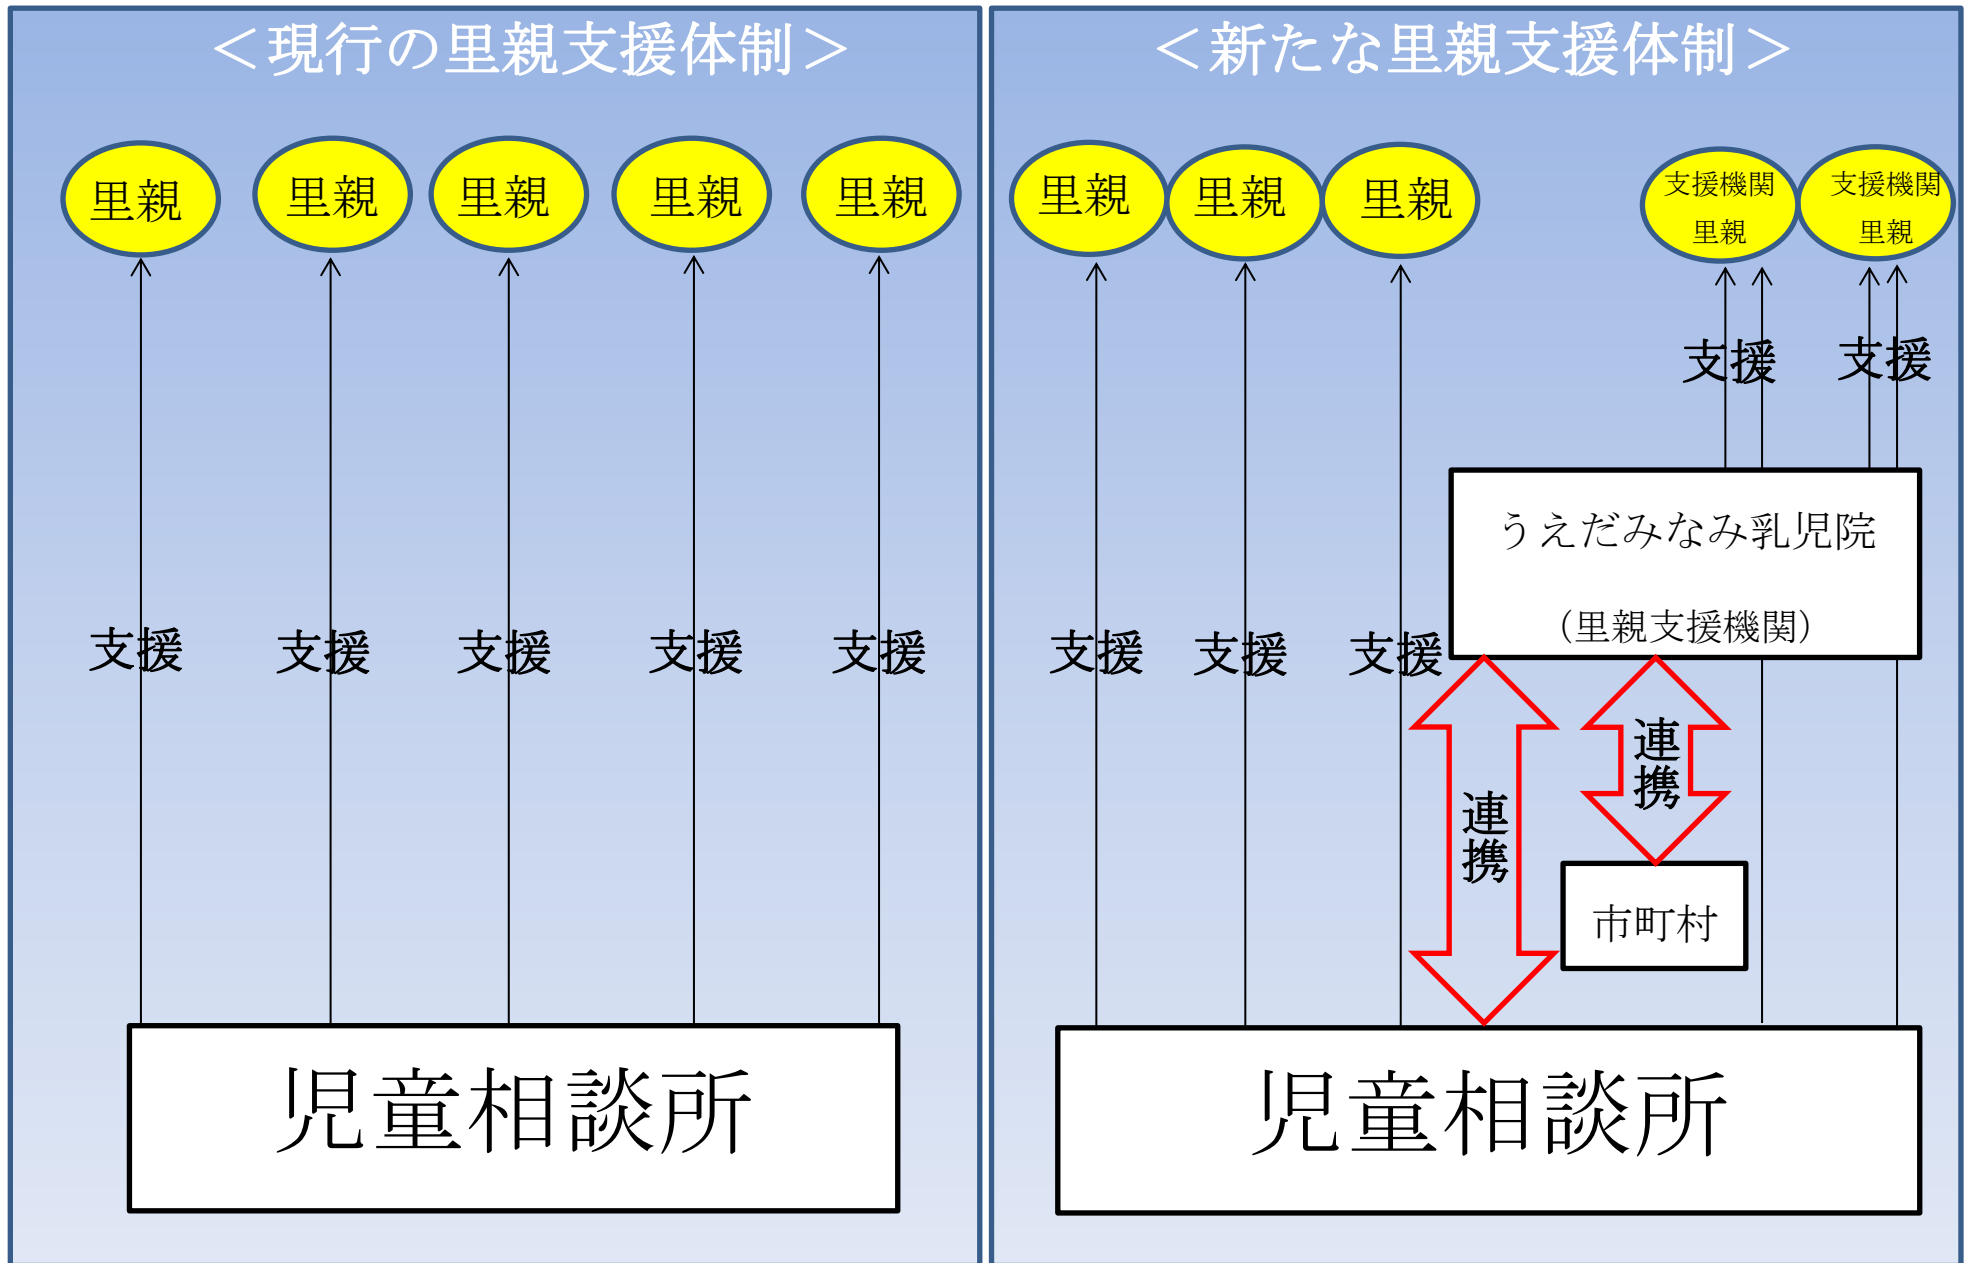 ＜現行の里親支援体制＞
里親
里親
里親
里親
里親
支援
支援
支援
支援
支援
児童相談所
＜新たな里親支援体制＞
里親
里親
里親
支援機関
里親
支援機関
里親
支援
支援
うえだみなみ乳児院
（里親支援機関）
支援
支援
支援
連携
連携
市町村
児童相談所